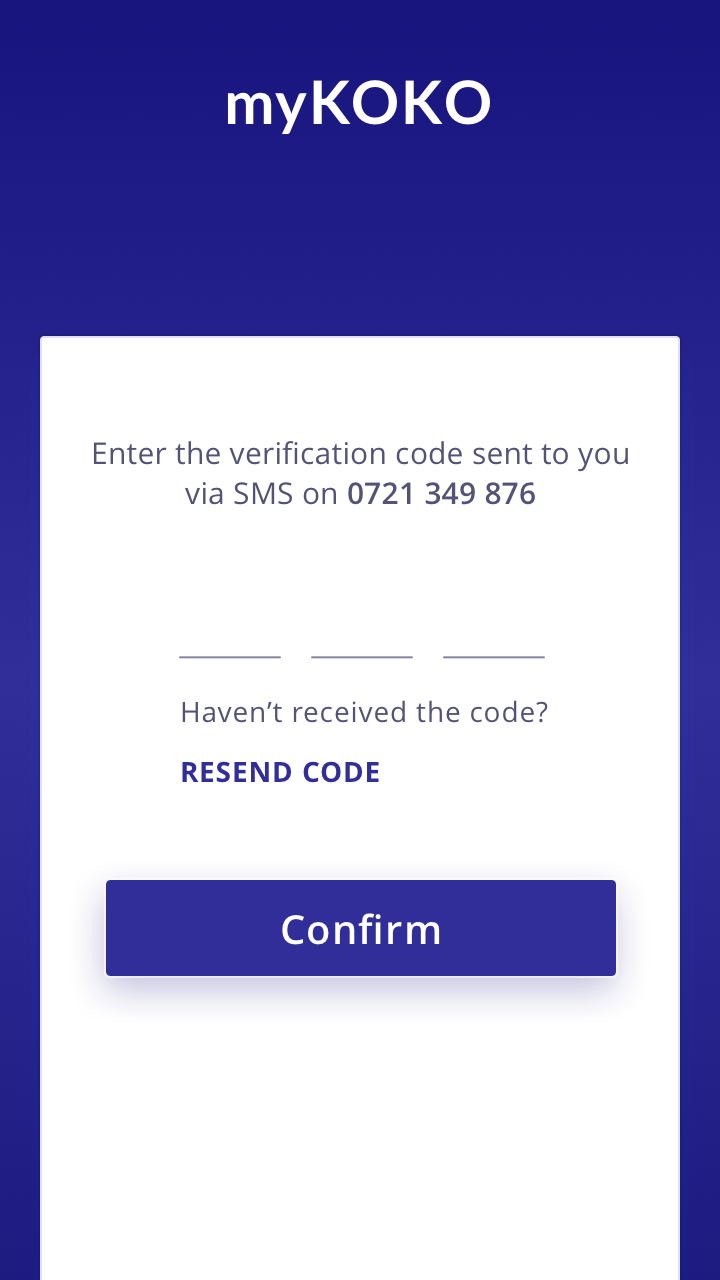 myKOKO
Enter the verification code sent to you
via SMS on 0721 349 876
Haven’t received the code?
RESEND CODE
Confirm